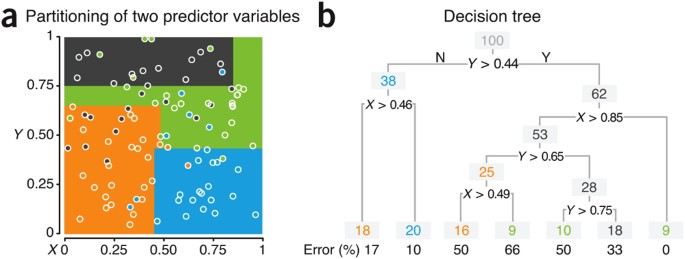 a Partitioning of two predictor variables
1
0.75
Y 0.50
0.25
0
X 0 0.25 0.50 0.75 1
b Decision tree
100
N Y > 0.44 Y
38 62
X > 0.46 X > 0.85
53
Y > 0.65
25 28
X > 0.49 Y > 0.75
18 20 16 9 10 18 9
Error (%) 17 10 50 66 50 33 0